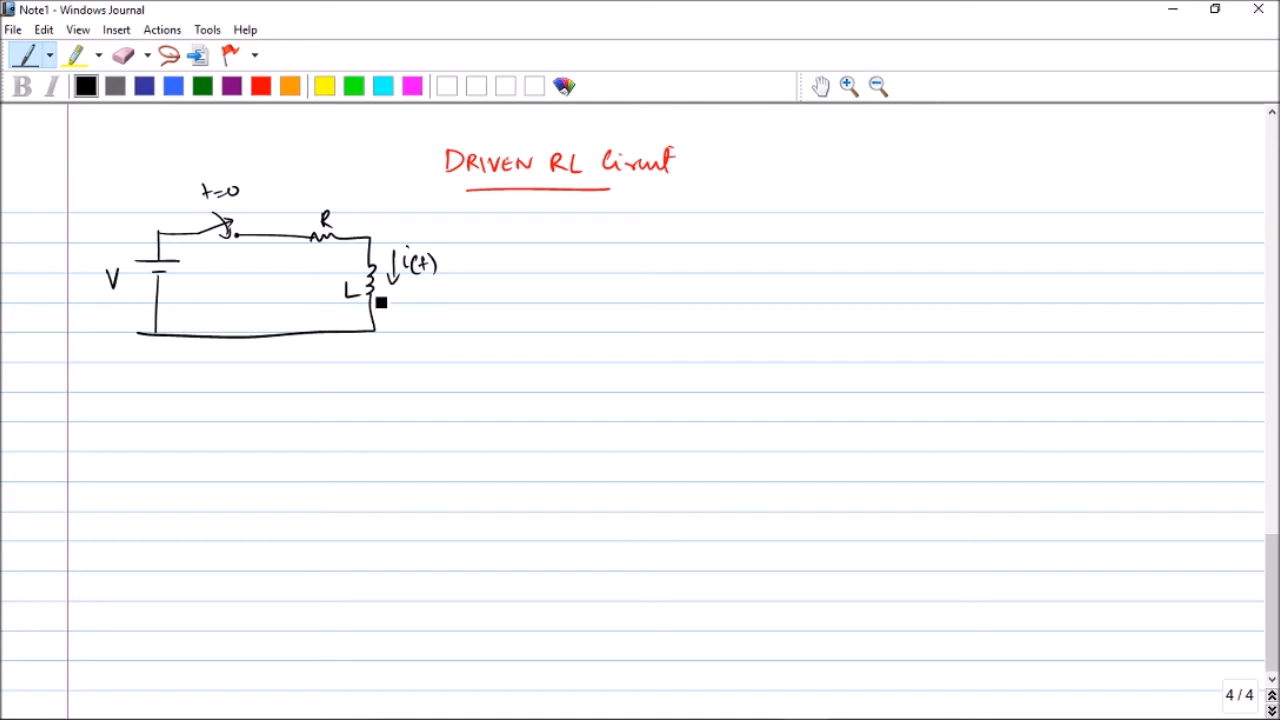 Note1 - Windows Journal
File Edit View Insert Actions Tools Help
B I
DRIVEN RL Circuit
t=0
R
V
L
i(t)
4 / 4